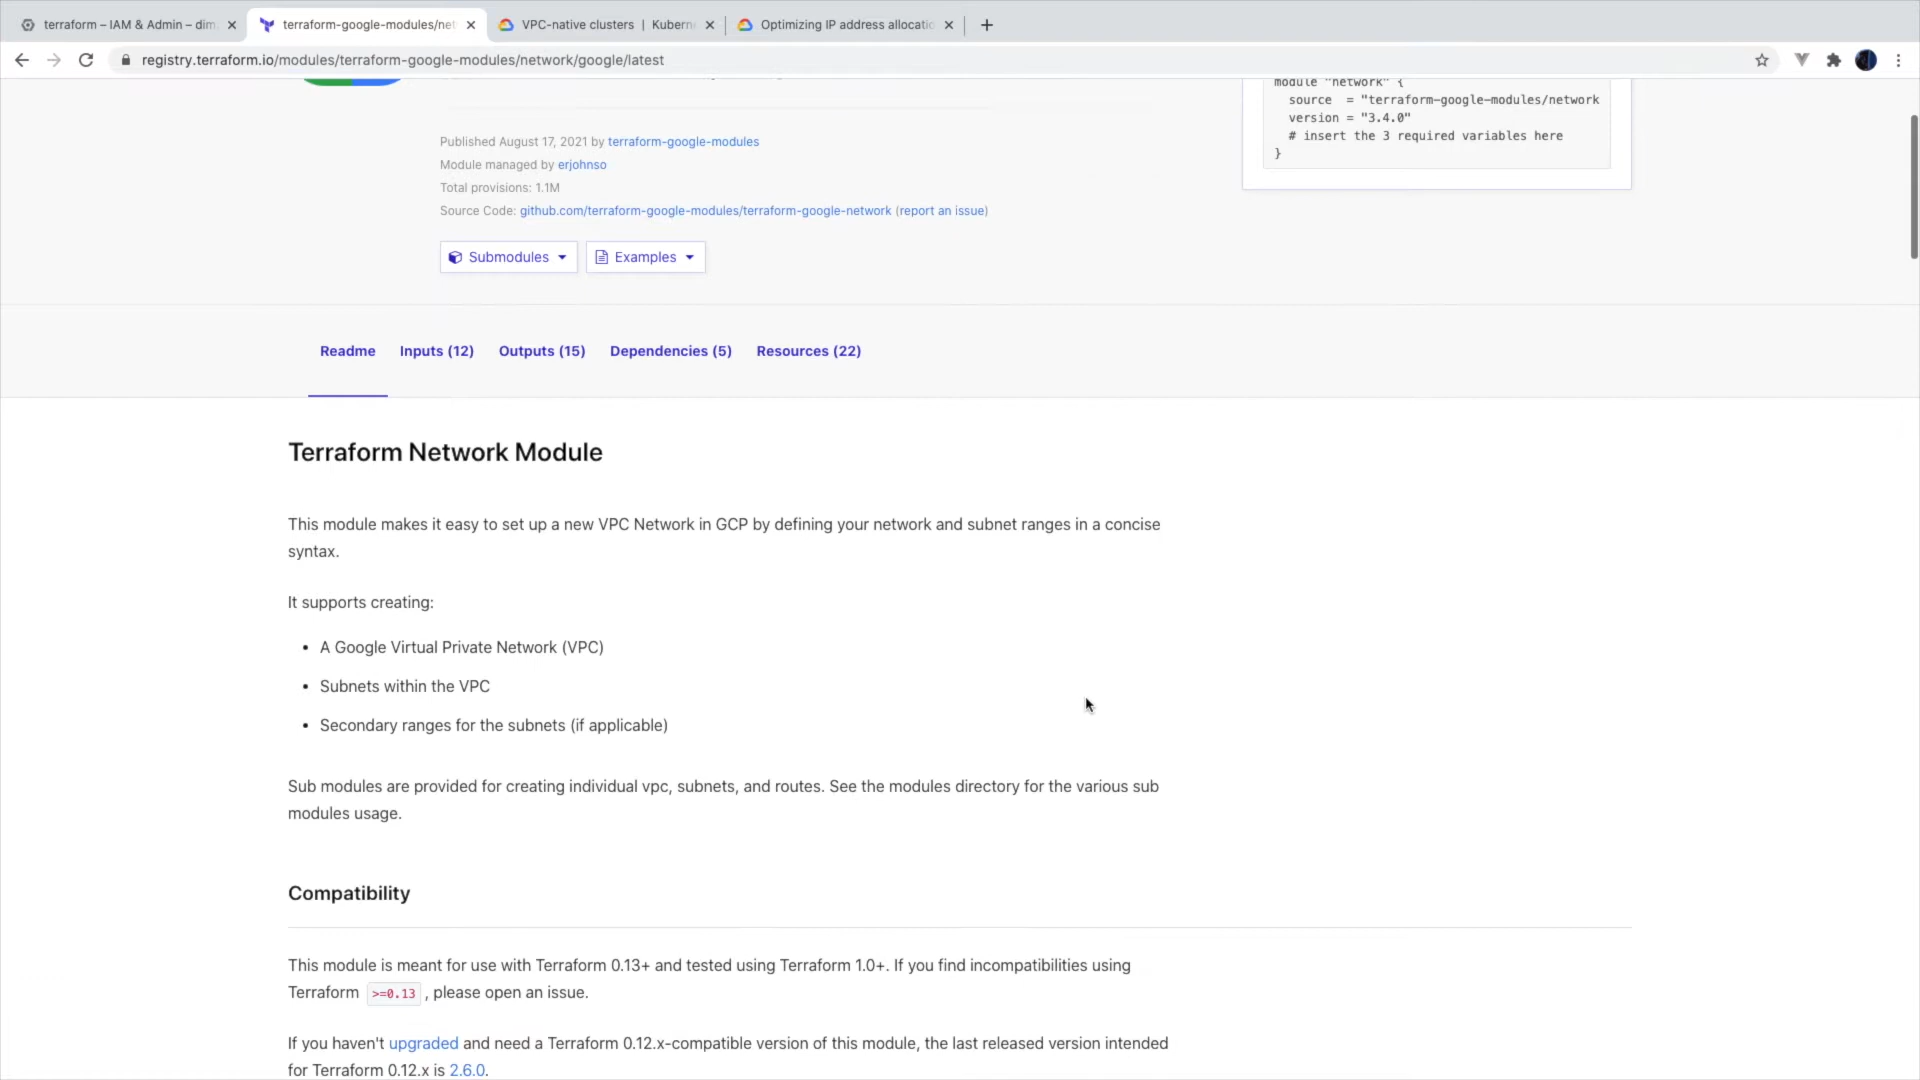 terraform – IAM & Admin – dim
terraform-google-modules/net
VPC-native clusters | Kubern
Optimizing IP address allocatio
registry.terraform.io/modules/terraform-google-modules/network/google/latest
module "network" {
source = "terraform-google-modules/network
version = "3.4.0"
# insert the 3 required variables here
}
Published August 17, 2021 by terraform-google-modules
Module managed by erjohnso
Total provisions: 1.1M
Source Code: github.com/terraform-google-modules/terraform-google-network (report an issue)
Submodules
Examples
Readme
Inputs (12)
Outputs (15)
Dependencies (5)
Resources (22)
Terraform Network Module
This module makes it easy to set up a new VPC Network in GCP by defining your network and subnet ranges in a concise
syntax.
It supports creating:
• A Google Virtual Private Network (VPC)
• Subnets within the VPC
• Secondary ranges for the subnets (if applicable)
Sub modules are provided for creating individual vpc, subnets, and routes. See the modules directory for the various sub
modules usage.
Compatibility
This module is meant for use with Terraform 0.13+ and tested using Terraform 1.0+. If you find incompatibilities using
Terraform >=0.13 , please open an issue.
If you haven't upgraded and need a Terraform 0.12.x-compatible version of this module, the last released version intended
for Terraform 0.12.x is 2.6.0.